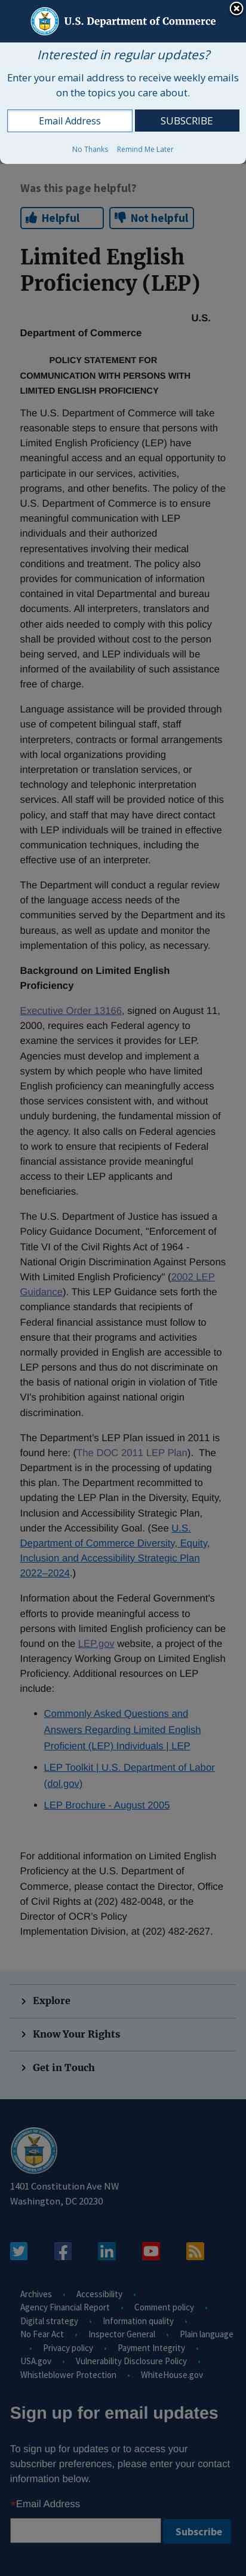 U.S. Department of Commerce
Interested in regular updates?
Enter your email address to receive weekly emails
on the topics you care about.
Email Address
SUBSCRIBE
No Thanks Remind Me Later
Was this page helpful?
Helpful Not helpful
Limited English
Proficiency (LEP)
U.S.
Department of Commerce
POLICY STATEMENT FOR
COMMUNICATION WITH PERSONS WITH
LIMITED ENGLISH PROFICIENCY
The U.S. Department of Commerce will take
reasonable steps to ensure that persons with
Limited English Proficiency (LEP) have
meaningful access and an equal opportunity to
participate in our services, activities,
programs, and other benefits. The policy of the
U.S. Department of Commerce is to ensure
meaningful communication with LEP
individuals and their authorized
representatives involving their medical
conditions and treatment. The policy also
provides for communication of information
contained in vital Departmental and bureau
documents. All interpreters, translators, and
other aids needed to comply with this policy
shall be provided without cost to the person
being served, and LEP individuals will be
informed of the availability of such assistance
free of charge.
Language assistance will be provided through
use of competent bilingual staff, staff
interpreters, contracts or formal arrangements
with local organizations providing
interpretation or translation services, or
technology and telephonic interpretation
services. All staff will be provided notice of this
policy, and staff that may have direct contact
with LEP individuals will be trained in effective
communication techniques, including the
effective use of an interpreter.
The Department will conduct a regular review
of the language access needs of the
communities served by the Department and its
bureaus, as well as update and monitor the
implementation of this policy, as necessary.
Background on Limited English
Proficiency
Executive Order 13166, signed on August 11,
2000, requires each Federal agency to
examine the services it provides for LEP.
Agencies must develop and implement a
system by which people who have limited
English proficiency can meaningfully access
those services consistent with, and without
unduly burdening, the fundamental mission of
the agency. It also calls on Federal agencies
to work to ensure that recipients of Federal
financial assistance provide meaningful
access to their LEP applicants and
beneficiaries.
The U.S. Department of Justice has issued a
Policy Guidance Document, "Enforcement of
Title VI of the Civil Rights Act of 1964 -
National Origin Discrimination Against Persons
With Limited English Proficiency" (2002 LEP
Guidance). This LEP Guidance sets forth the
compliance standards that recipients of
Federal financial assistance must follow to
ensure that their programs and activities
normally provided in English are accessible to
LEP persons and thus do not discriminate on
the basis of national origin in violation of Title
VI's prohibition against national origin
discrimination.
The Department's LEP Plan issued in 2011 is
found here: (The DOC 2011 LEP Plan).  The
Department is in the process of updating
this plan. The Department recommitted to
updating the LEP Plan in the Diversity, Equity,
Inclusion and Accessibility Strategic Plan,
under the Accessibility Goal. (See U.S.
Department of Commerce Diversity, Equity,
Inclusion and Accessibility Strategic Plan
2022–2024.)
Information about the Federal Government's
efforts to provide meaningful access to
persons with limited English proficiency can be
found on the LEP.gov website, a project of the
Interagency Working Group on Limited English
Proficiency. Additional resources on LEP
include:
• Commonly Asked Questions and
Answers Regarding Limited English
Proficient (LEP) Individuals | LEP
• LEP Toolkit | U.S. Department of Labor
(dol.gov)
• LEP Brochure - August 2005
For additional information on Limited English
Proficiency at the U.S. Department of
Commerce, please contact the Director, Office
of Civil Rights at (202) 482-0048, or the
Director of OCR's Policy
Implementation Division, at (202) 482-2627.
Explore
Know Your Rights
Get in Touch
1401 Constitution Ave NW
Washington, DC 20230
Archives • Accessibility •
Agency Financial Report • Comment policy •
Digital strategy • Information quality •
No Fear Act • Inspector General • Plain language
• Privacy policy • Payment Integrity •
USA.gov • Vulnerability Disclosure Policy •
Whistleblower Protection • WhiteHouse.gov
Sign up for email updates
To sign up for updates or to access your
subscriber preferences, please enter your contact
information below.
*Email Address
Subscribe